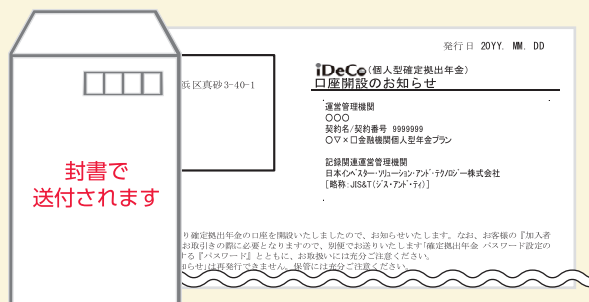 発行日 20YY. MM. DD
iDeCo(個人型確定拠出年金)
口座開設のお知らせ
浜区真砂3-40-1
運営管理機関
〇〇〇
契約名/契約番号 9999999
〇▽×口金融機関個人型年金プラン
記録関連運営管理機関
日本インベスター・ソリューション・アンド・テクノロジー株式会社
[略称:JIS&T(ジス・アンド・ティ)]
封書で
送付されます
り確定拠出年金の口座を開設いたしましたので、お知らせいたします。なお、お客様の『加入者
お取引きの際に必要となりますので、別便でお送りいたします「確定拠出年金 パスワード設定の
する『パスワード』とともに、お取扱いには充分ご注意ください。
知らせ」は再発行できません。保管には充分ご注意ください。